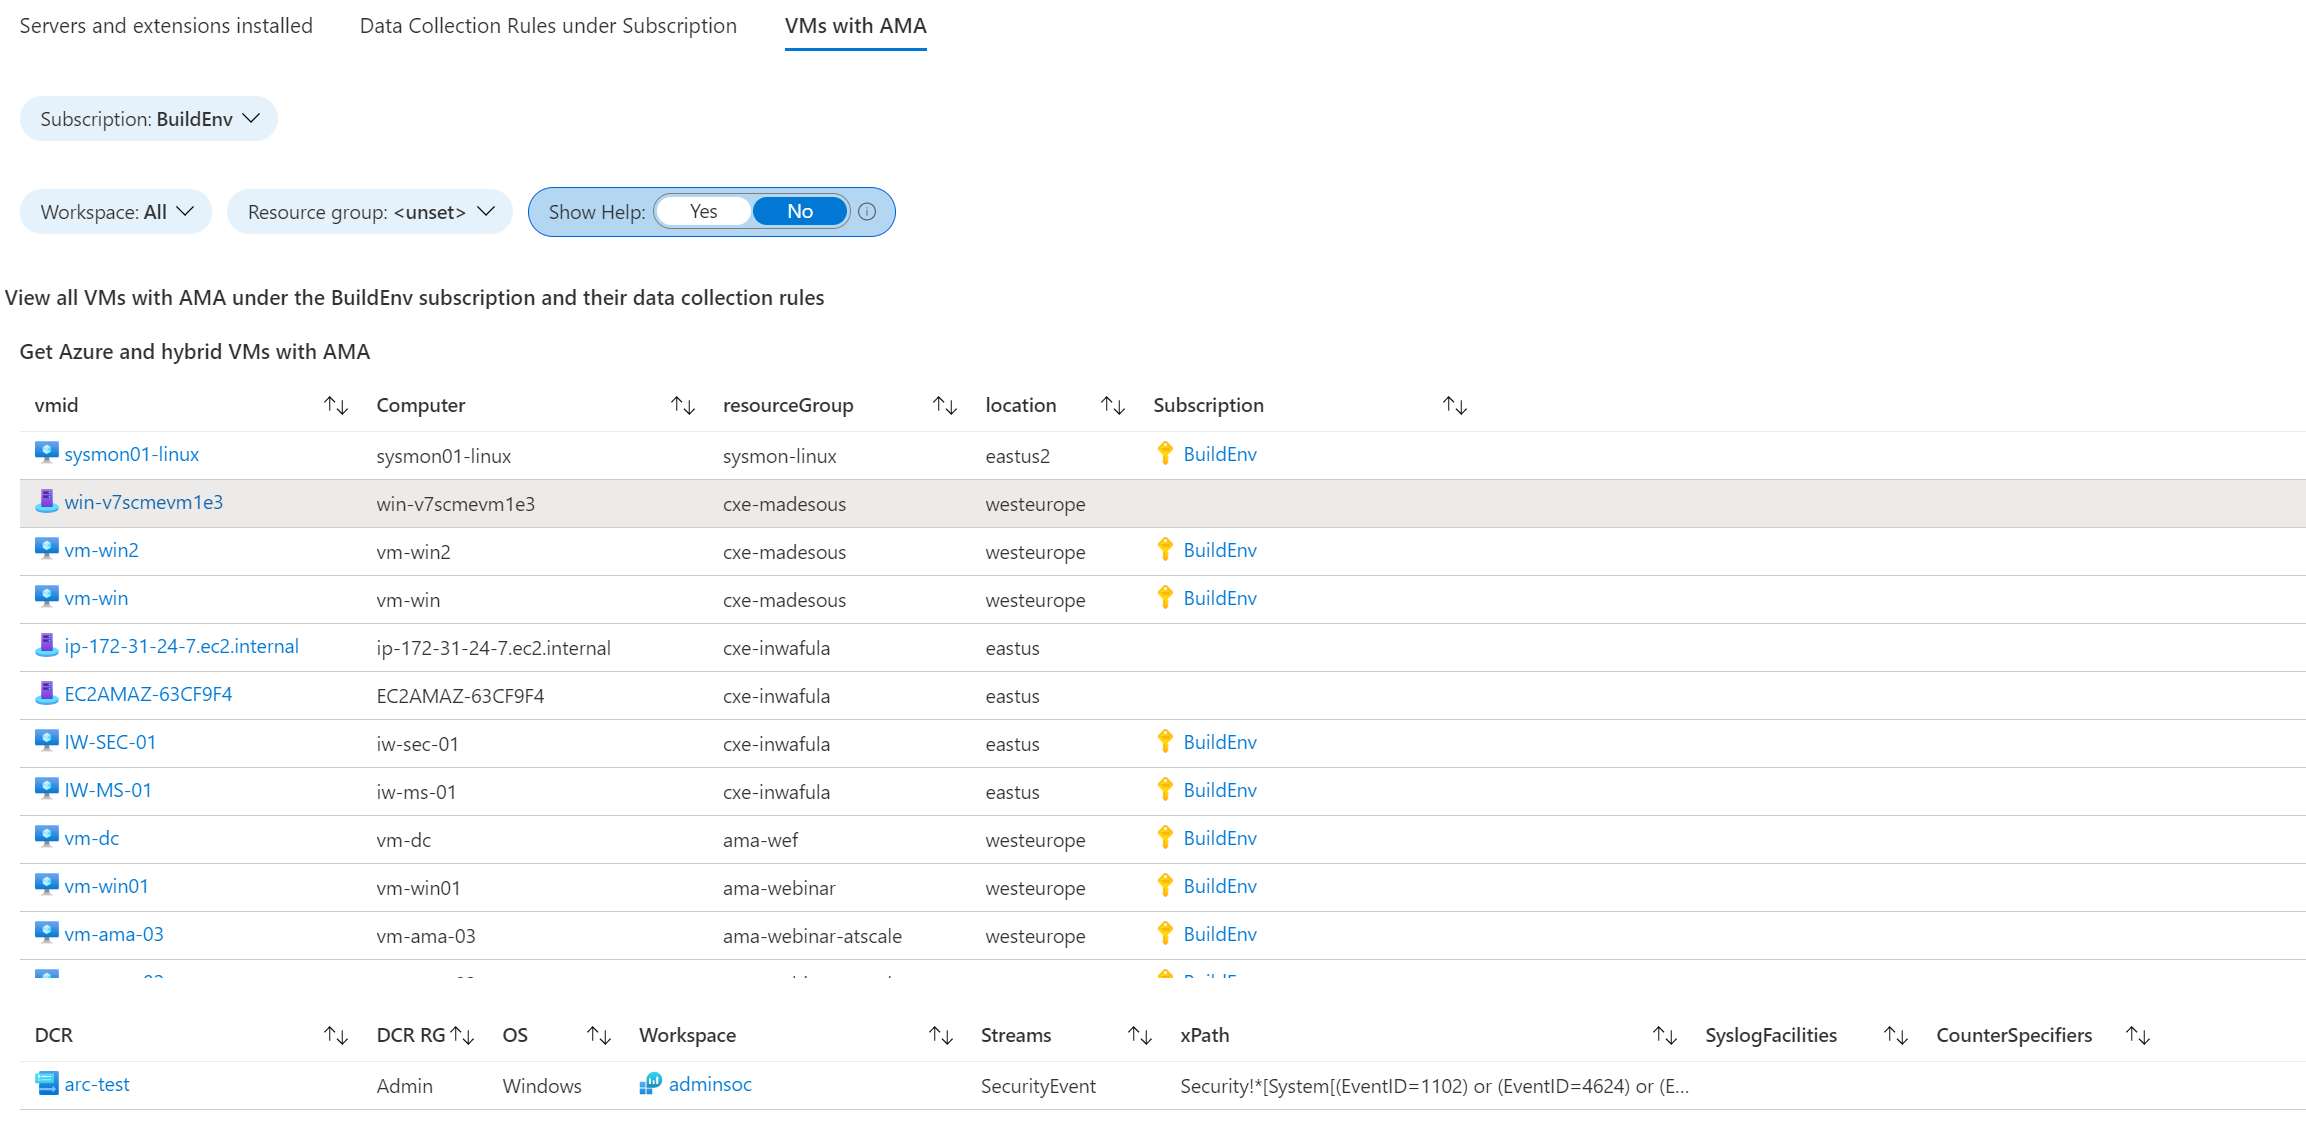 Servers and extensions installed Data Collection Rules under Subscription VMs with AMA
Subscription: BuildEnv
Workspace: All Resource group: <unset> Show Help: Yes No
View all VMs with AMA under the BuildEnv subscription and their data collection rules
Get Azure and hybrid VMs with AMA
vmid Computer resourceGroup location Subscription
sysmon01-linux sysmon01-linux sysmon-linux eastus2 BuildEnv
win-v7scmevm1e3 win-v7scmevm1e3 cxe-madesous westeurope
vm-win2 vm-win2 cxe-madesous westeurope BuildEnv
vm-win vm-win cxe-madesous westeurope BuildEnv
ip-172-31-24-7.ec2.internal ip-172-31-24-7.ec2.internal cxe-inwafula eastus
EC2AMAZ-63CF9F4 EC2AMAZ-63CF9F4 cxe-inwafula eastus
IW-SEC-01 iw-sec-01 cxe-inwafula eastus BuildEnv
IW-MS-01 iw-ms-01 cxe-inwafula eastus BuildEnv
vm-dc vm-dc ama-wef westeurope BuildEnv
vm-win01 vm-win01 ama-webinar westeurope BuildEnv
vm-ama-03 vm-ama-03 ama-webinar-atscale westeurope BuildEnv
DCR DCR RG OS Workspace Streams xPath SyslogFacilities CounterSpecifiers
arc-test Admin Windows adminsoc SecurityEvent Security!*[System[(EventID=1102) or (EventID=4624) or (E...